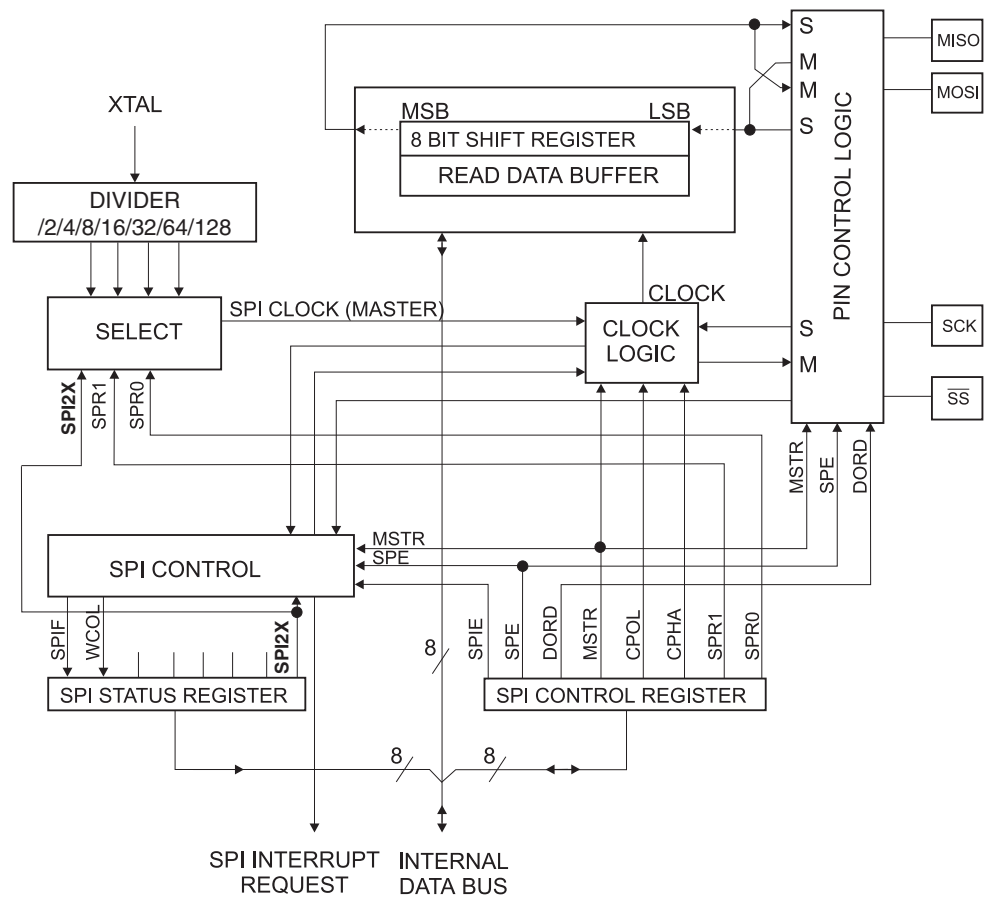 S
MISO
M
MOSI
M
S
PIN CONTROL LOGIC
XTAL
MSB
LSB
8 BIT SHIFT REGISTER
READ DATA BUFFER
DIVIDER
/2/4/8/16/32/64/128
SELECT
SPI CLOCK (MASTER)
CLOCK
CLOCK
LOGIC
S
M
SCK
SS
SPI2X
SPR1
SPR0
MSTR
SPE
DORD
SPI CONTROL
MSTR
SPE
SPIF
WCOL
SPI2X
SPIE
SPE
DORD
MSTR
CPOL
CPHA
SPR1
SPR0
8
SPI STATUS REGISTER
SPI CONTROL REGISTER
8
8
SPI INTERRUPT
REQUEST
INTERNAL
DATA BUS